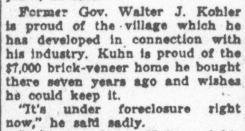 Former Gov. Walter J. Kohler
is proud of the village which he
has developed in connection with
his industry. Kuhn is proud of the
$7,000 brick-veneer home he bought
there seven years ago and wishes
he could keep it.
"It's under foreclosure right
now," he said sadly.